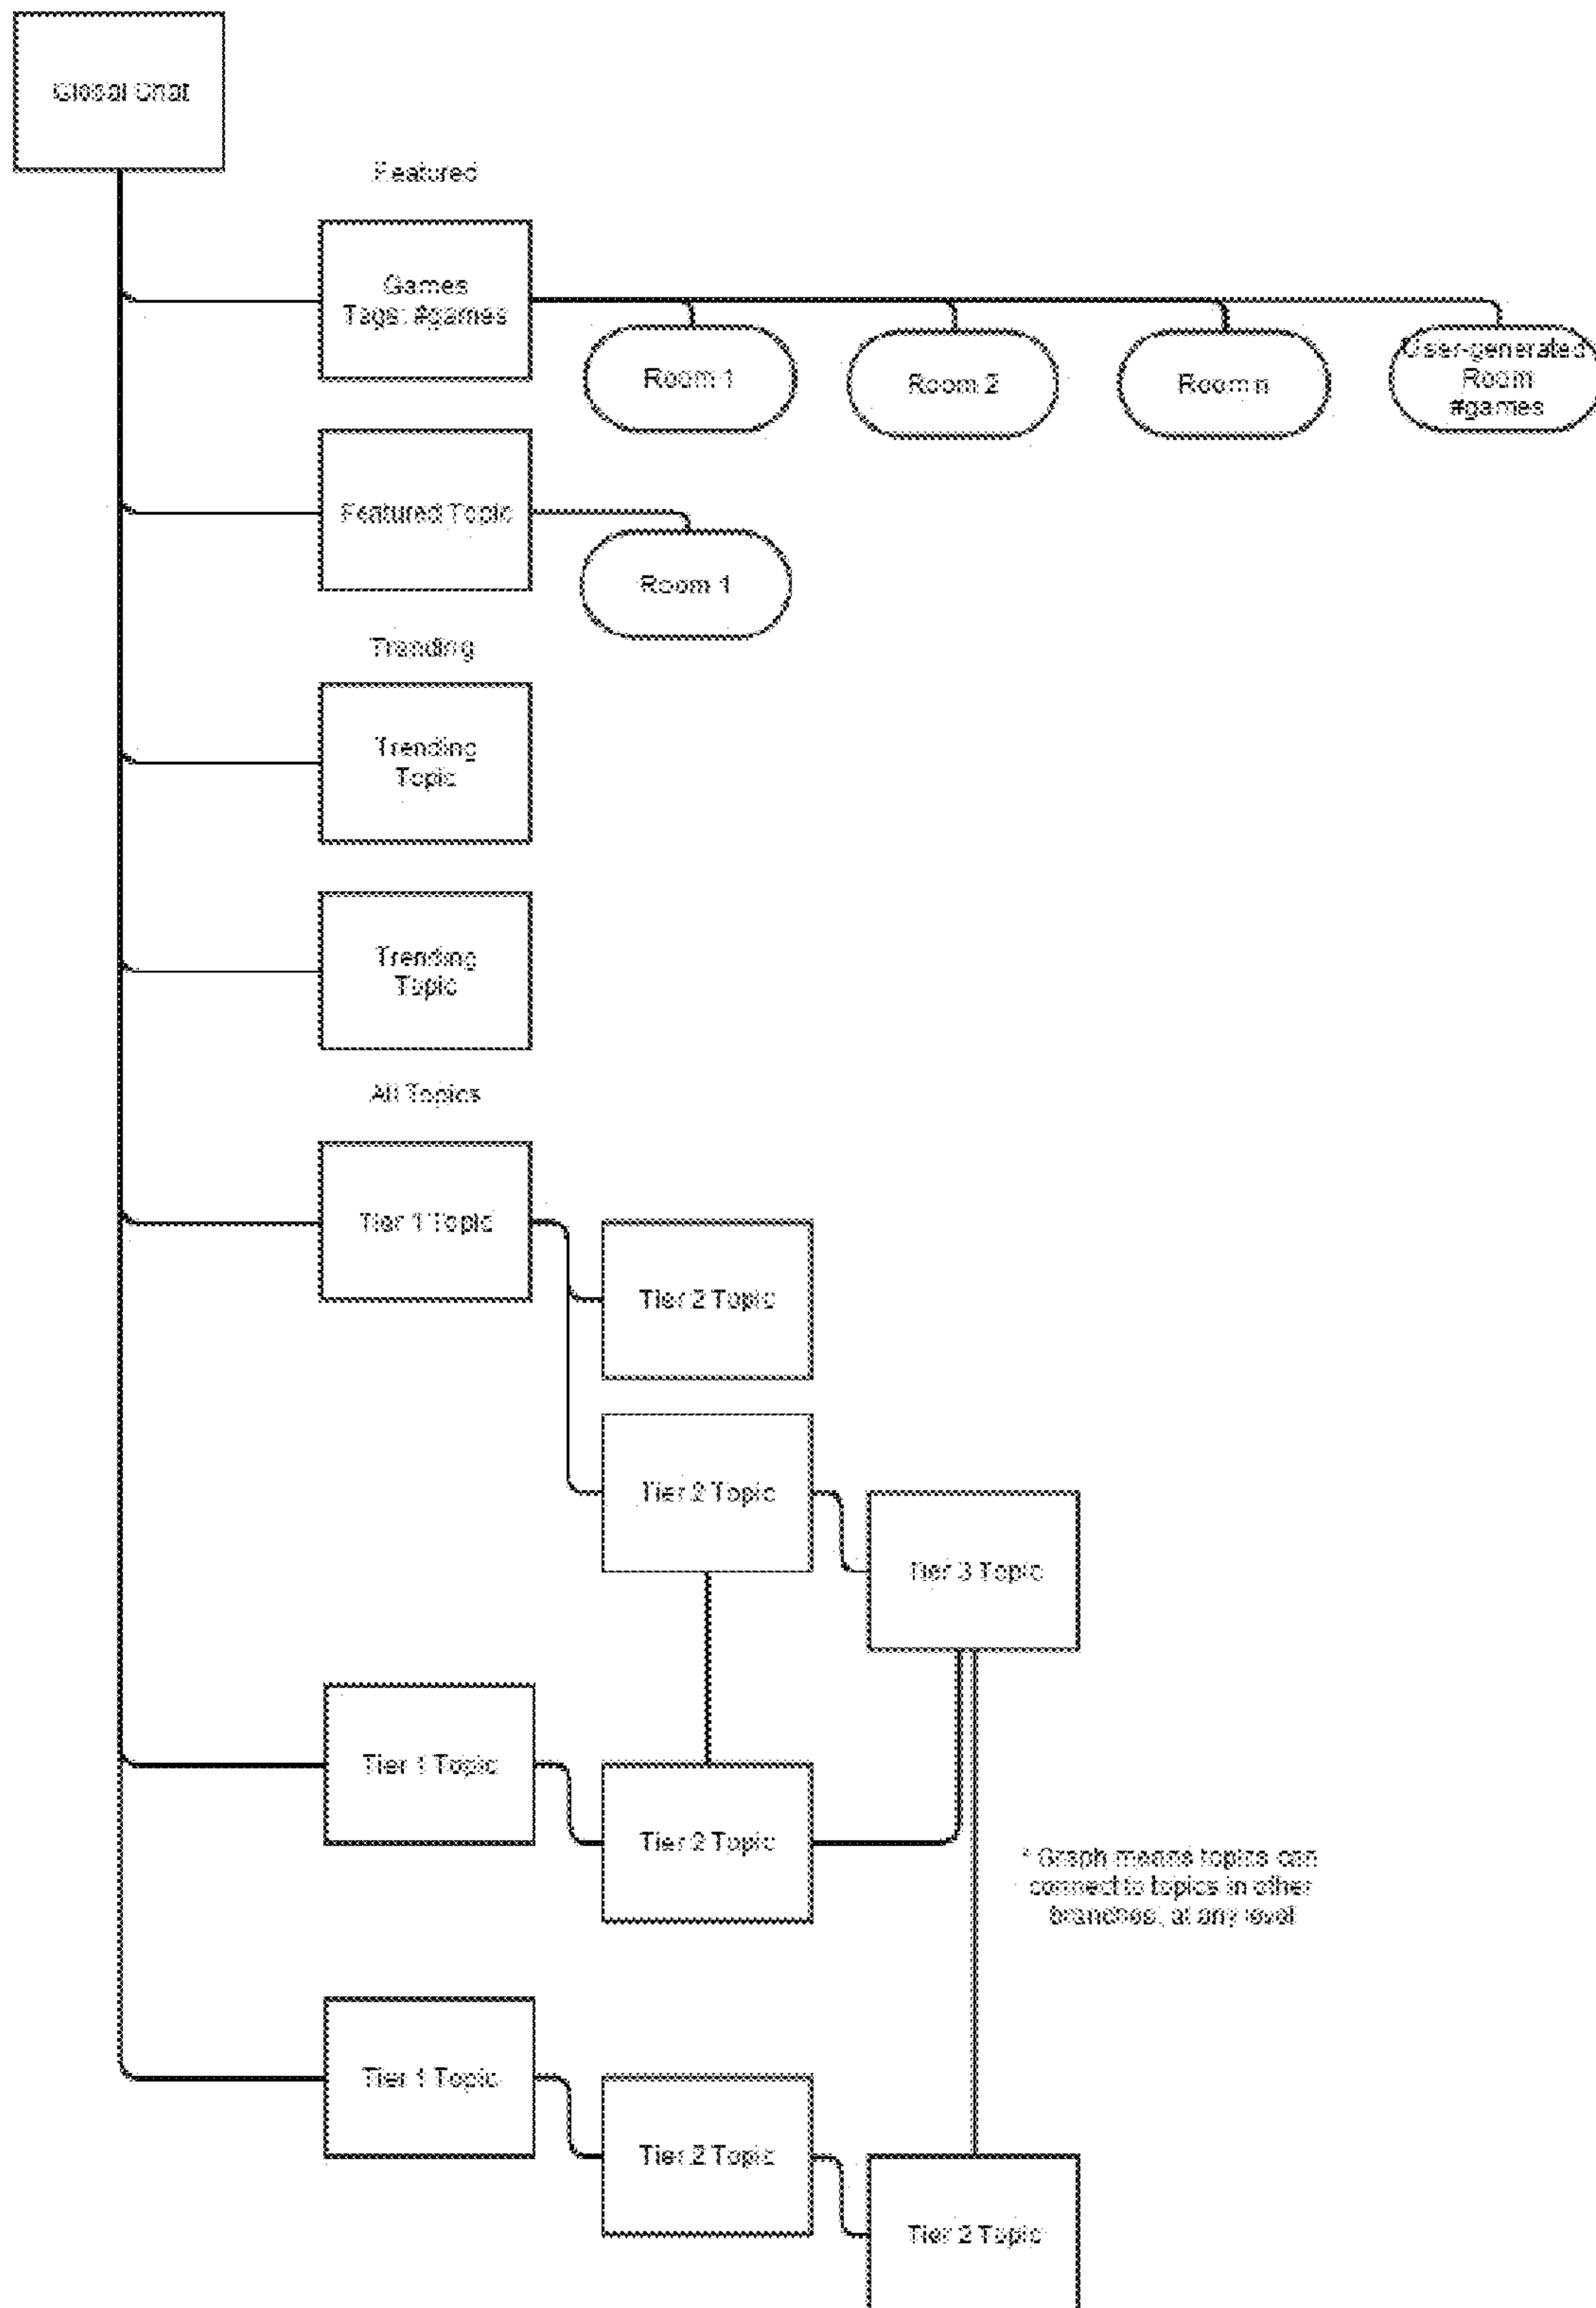 Global Chat
Featured
Games
Tags: #games
Room 1
Room 2
Room n
User-generated
Room
#games
Featured Topic
Room 1
Trending
Trending
Topic
Trending
Topic
All Topics
Tier 1 Topic
Tier 2 Topic
Tier 2 Topic
Tier 3 Topic
Tier 1 Topic
Tier 2 Topic
* Graph means topics can
connect to topics in other
branches, at any level
Tier 1 Topic
Tier 2 Topic
Tier 2 Topic